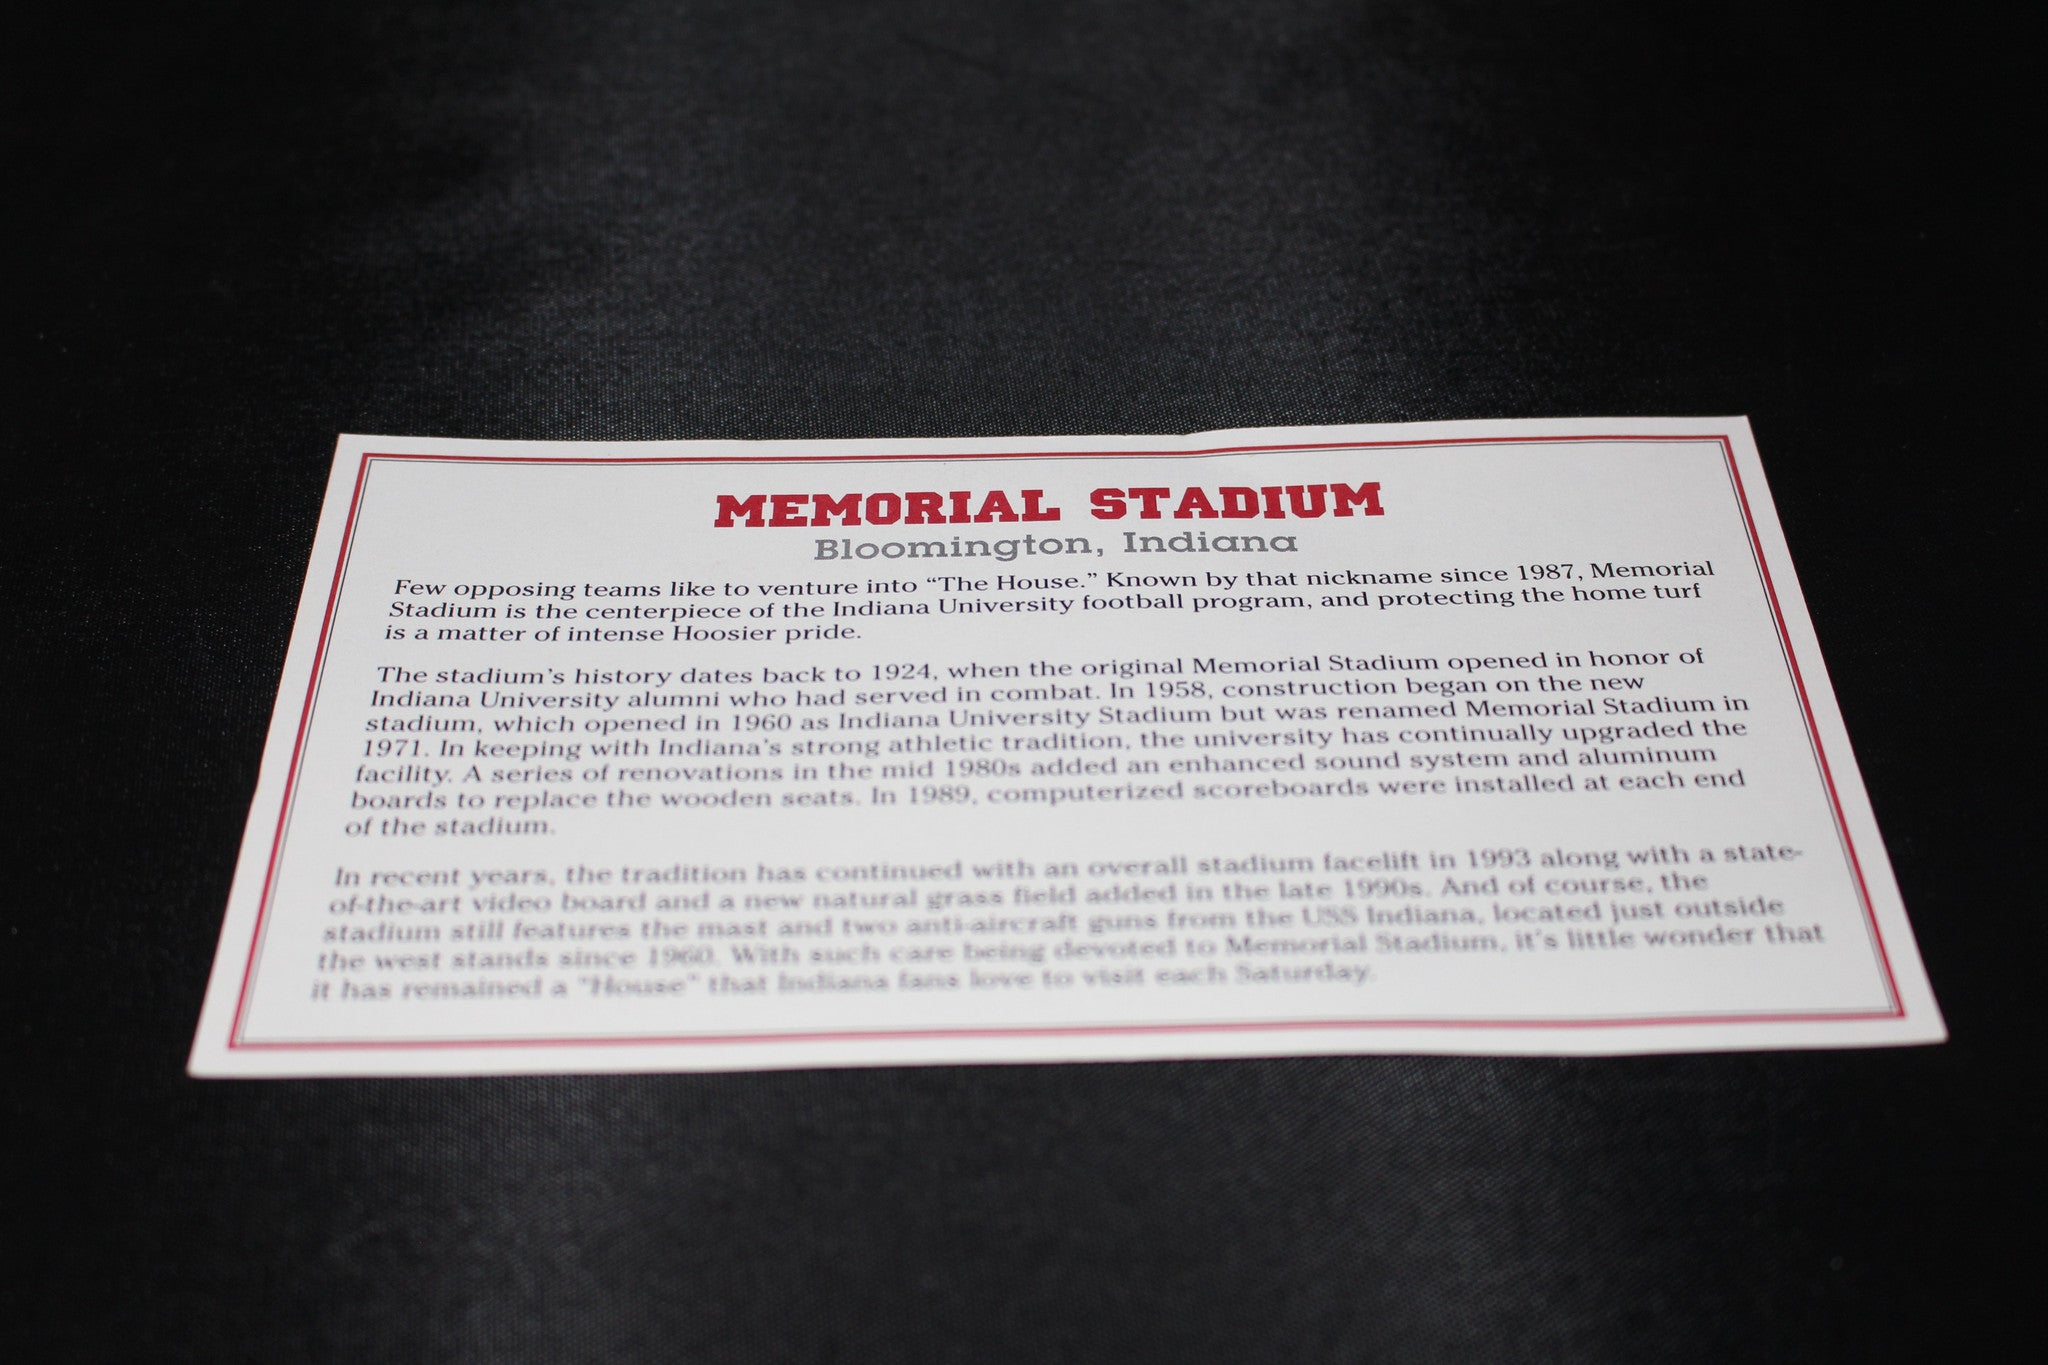 MEMORIAL STADIUM
Bloomington, Indiana
Few opposing teams like to venture into “The House.” Known by that nickname since 1987, Memorial
Stadium is the centerpiece of the Indiana University football program, and protecting the home turf
is a matter of intense Hoosier pride.
The stadium’s history dates back to 1924, when the original Memorial Stadium opened in honor of
Indiana University alumni who had served in combat. In 1958, construction began on the new
stadium, which opened in 1960 as Indiana University Stadium but was renamed Memorial Stadium in
1971. In keeping with Indiana’s strong athletic tradition, the university has continually upgraded the
facility. A series of renovations in the mid 1980s added an enhanced sound system and aluminum
boards to replace the wooden seats. In 1989, computerized scoreboards were installed at each end
of the stadium.
In recent years, the tradition has continued with an overall stadium facelift in 1993 along with a state-
of-the-art video board and a new natural grass field added in the late 1990s. And of course, the
stadium still features the mast and two anti-aircraft guns from the USS Indiana, located just outside
the west stands since 1960. With such care being devoted to Memorial Stadium, it’s little wonder that
it has remained a “House” that Indiana fans love to visit each Saturday.